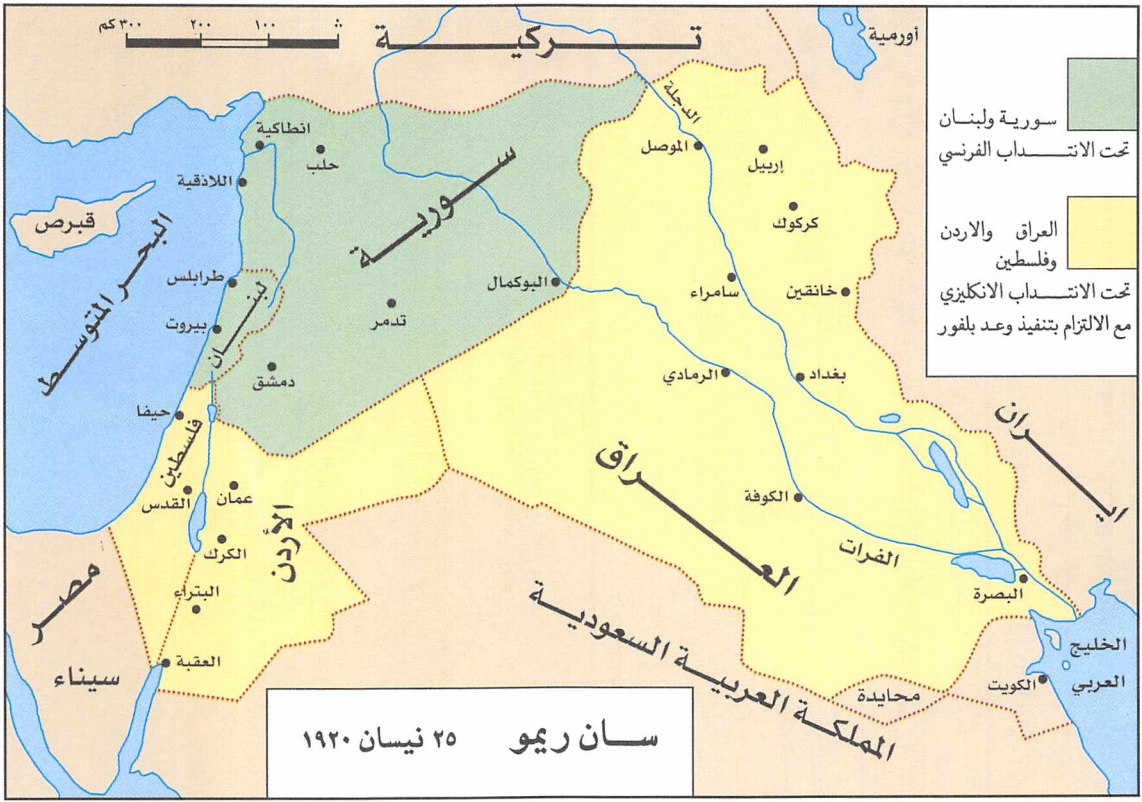 ٣٠٠ كم
٢٠٠
١٠٠
تركية
أورمية
سورية ولبنان
تحت الانتداب الفرنسي
العراق والاردن
وفلسطين
تحت الانتداب الانكليزي
مع الالتزام بتنفيذ وعد بلفور
الدجلة
انطاكية
حلب
الموصل
إربيل
اللاذقية
سورية
كركوك
قبرص
البحر المتوسط
طرابلس
لبنان
البوكمال
سامراء
خانقين
تدمر
بيروت
دمشق
الرمادي
بغداد
حيفا
فلسطين
ايران
العراق
القدس
عمان
الأردن
الكوفة
الفرات
الكرك
مصر
البتراء
البصرة
العقبة
سيناء
المملكة العربية السعودية
محايدة
الكويت
الخليج
العربي
سان ريمو ٢٥ نيسان ١٩٢٠